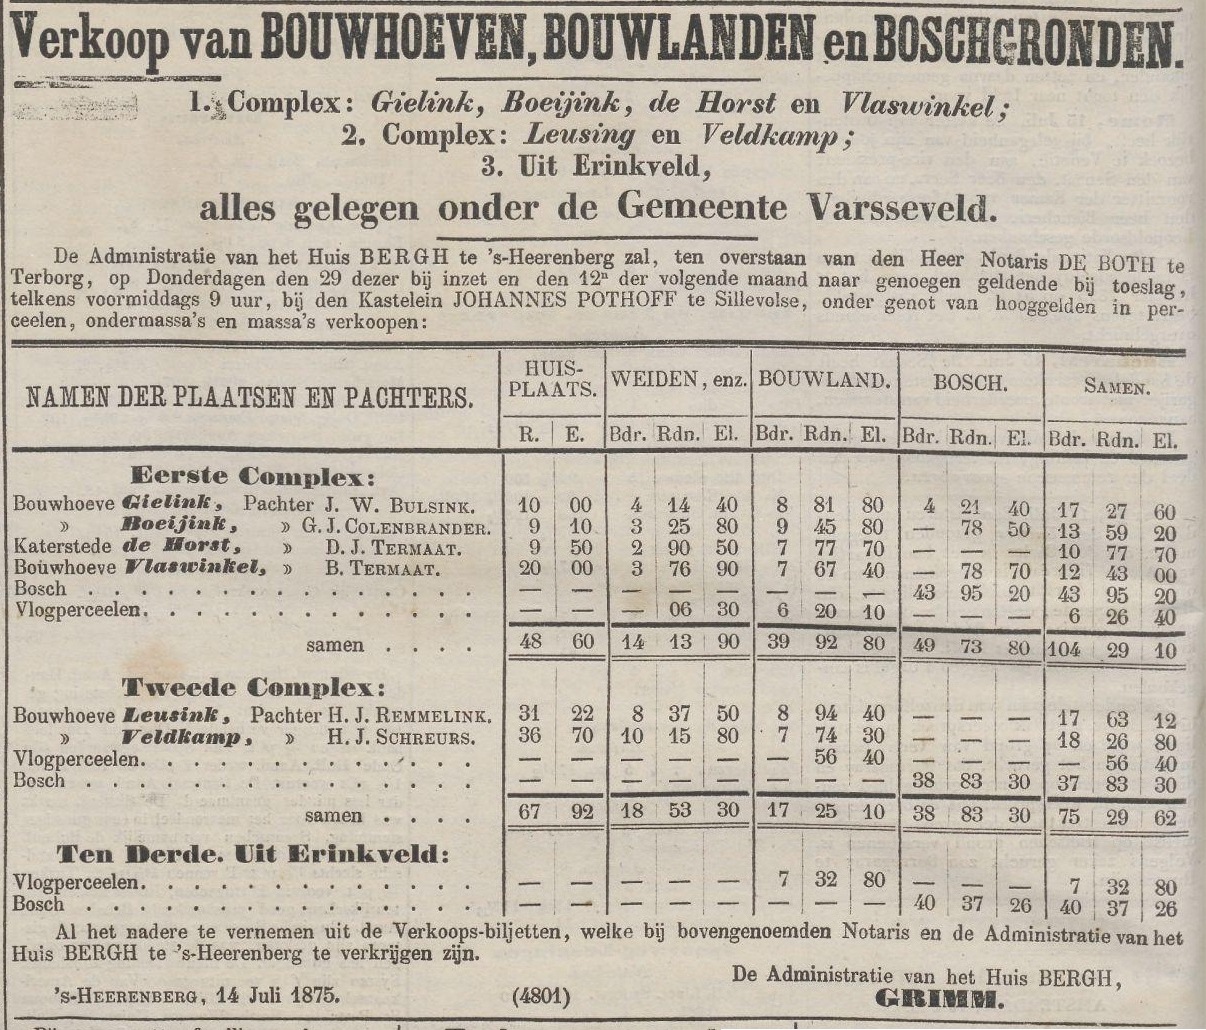 Verkoop van BOUWHOEVEN, BOUWLANDEN en BOSCHGRONDEN.
1. Complex: Gielink, Boeijink, de Horst en Vlaswinkel;
2. Complex: Leusing en Veldkamp;
3. Uit Erinkveld,
alles gelegen onder de Gemeente Varsseveld.
De Administratie van het Huis BERGH te 's-Heerenberg zal, ten overstaan van den Heer Notaris DE BOTH te
Terborg, op Donderdagen den 29 dezer bij inzet en den 12n der volgende maand naar genoegen geldende bij toeslag,
telkens voormiddags 9 uur, bij den Kastelein JOHANNES POTHOFF te Sillevolse, onder genot van hooggelden in per-
ceelen, ondermassa's en massa's verkoopen:
NAMEN DER PLAATSEN EN PACHTERS. HUIS-PLAATS. WEIDEN, enz. BOUWLAND. BOSCH. SAMEN.
R. E. Bdr. Rdn. El. Bdr. Rdn. El. Bdr. Rdn. El. Bdr. Rdn. El.
Eerste Complex:
Bouwhoeve Gielink, Pachter J. W. BULSINK. 10 00 4 14 40 8 81 80 4 21 40 17 27 60
» Boeijink, » G. J. COLENBRANDER. 9 10 3 25 80 9 45 80 — 78 50 13 59 20
Katerstede de Horst, » D. J. TERMAAT. 9 50 2 90 50 7 77 70 — — — 10 77 70
Bouwhoeve Vlaswinkel, » B. TERMAAT. 20 00 3 76 90 7 67 40 — 78 70 12 43 00
Bosch . . . . . . . . . . . . . . . — — — — — — — — 43 95 20 43 95 20
Vlogperceelen. . . . . . . . . . . . . — — — 06 30 6 20 10 — — — 6 26 40
samen . . . . 48 60 14 13 90 39 92 80 49 73 80 104 29 10
Tweede Complex:
Bouwhoeve Leusink, Pachter H. J. REMMELINK. 31 22 8 37 50 8 94 40 — — — 17 63 12
» Veldkamp, » H. J. SCHREURS. 36 70 10 15 80 7 74 30 — — — 18 26 80
Vlogperceelen. . . . . . . . . . . . . — — — — — 56 40 — — — 56 40
Bosch . . . . . . . . . . . . . . . — — — — — — — — 38 83 30 37 83 30
samen . . . . 67 92 18 53 30 17 25 10 38 83 30 75 29 62
Ten Derde. Uit Erinkveld:
Vlogperceelen. . . . . . . . . . . . . — — — — — 7 32 80 — — — 7 32 80
Bosch . . . . . . . . . . . . . . . — — — — — — — — 40 37 26 40 37 26
Al het nadere te vernemen uit de Verkoops-biljetten, welke bij bovengenoemden Notaris en de Administratie van het
Huis BERGH te 's-Heerenberg te verkrijgen zijn.
De Administratie van het Huis BERGH,
's-HEERENBERG, 14 Juli 1875. (4801) GRIMM.